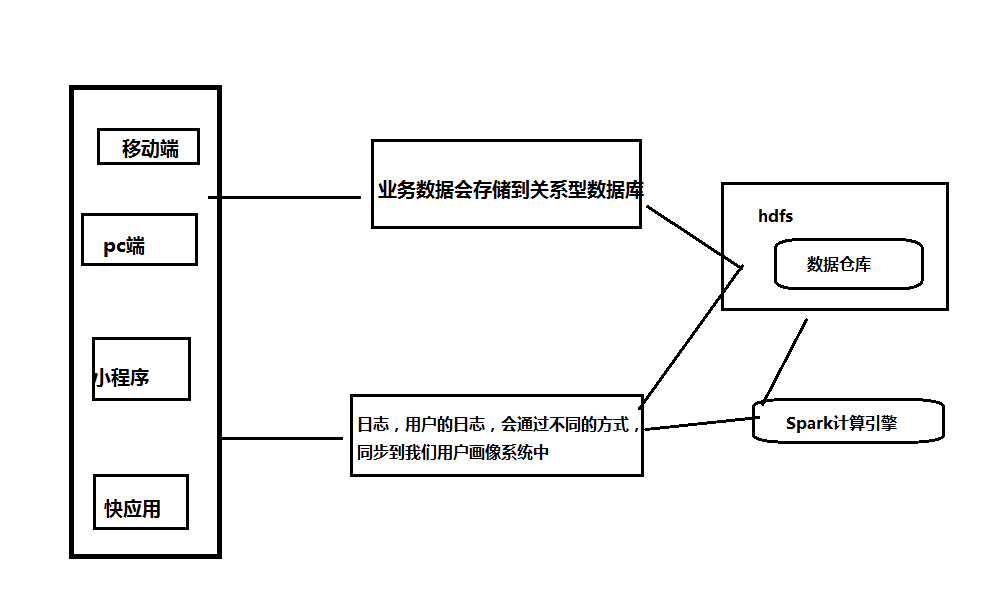 移动端
pc端
小程序
快应用
业务数据会存储到关系型数据库
日志，用户的日志，会通过不同的方式，
同步到我们用户画像系统中
hdfs
数据仓库
Spark计算引擎